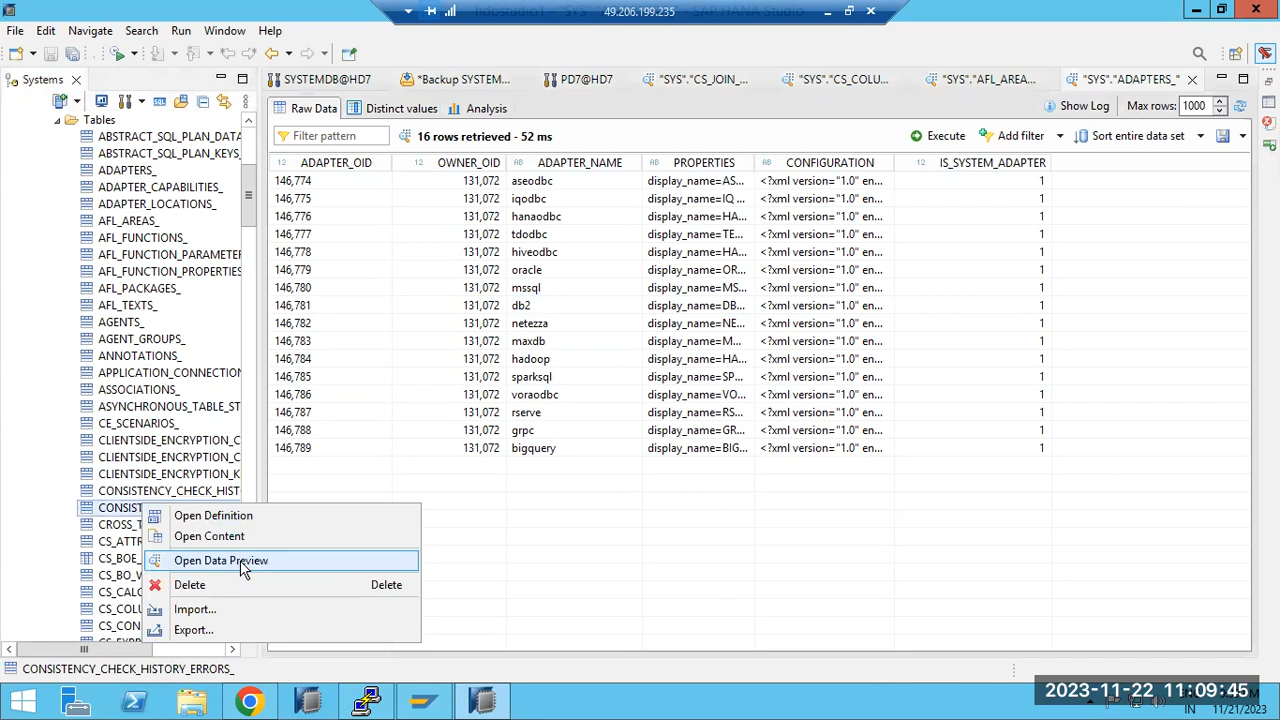 49.206.199.235
File Edit Navigate Search Run Window Help
Systems
SYSTEMDB@HD7
*Backup SYSTEM...
PD7@HD7
*"SYS"."CS_JOIN_...
*"SYS"."CS_COLU...
*"SYS"."AFL_AREA...
*"SYS"."ADAPTERS_"
Raw Data
Distinct values
Analysis
Show Log
Max rows: 1000
Filter pattern
16 rows retrieved - 52 ms
Execute
Add filter
Sort entire data set
Tables
ABSTRACT_SQL_PLAN_DATA
ABSTRACT_SQL_PLAN_KEYS_
ADAPTERS_
ADAPTER_CAPABILITIES_
ADAPTER_LOCATIONS_
AFL_AREAS_
AFL_FUNCTIONS_
AFL_FUNCTION_PARAMETER
AFL_FUNCTION_PROPERTIES
AFL_PACKAGES_
AFL_TEXTS_
AGENTS_
AGENT_GROUPS_
ANNOTATIONS_
APPLICATION_CONNECTION
ASSOCIATIONS_
ASYNCHRONOUS_TABLE_ST
CE_SCENARIOS_
CLIENTSIDE_ENCRYPTION_C
CLIENTSIDE_ENCRYPTION_C
CLIENTSIDE_ENCRYPTION_K
CONSISTENCY_CHECK_HIST
CONSIST
CROSS_T
CS_ATTR
CS_BOE_
CS_BO_V
CS_CALC
CS_COLU
CS_CON
12 ADAPTER_OID 12 OWNER_OID AB ADAPTER_NAME AB PROPERTIES AB CONFIGURATION 12 IS_SYSTEM_ADAPTER
146,774 131,072 aseodbc display_name=AS... <?xml version="1.0" en... 1
146,775 131,072 iqodbc display_name=IQ ... <?xml version="1.0" en... 1
146,776 131,072 hanaodbc display_name=HA... <?xml version="1.0" en... 1
146,777 131,072 tdodbc display_name=TE... <?xml version="1.0" en... 1
146,778 131,072 hiveodbc display_name=HA... <?xml version="1.0" en... 1
146,779 131,072 oracle display_name=OR... <?xml version="1.0" en... 1
146,780 131,072 mssql display_name=MS... <?xml version="1.0" en... 1
146,781 131,072 db2 display_name=DB... <?xml version="1.0" en... 1
146,782 131,072 netezza display_name=NE... <?xml version="1.0" en... 1
146,783 131,072 maxdb display_name=M... <?xml version="1.0" en... 1
146,784 131,072 hadoop display_name=HA... <?xml version="1.0" en... 1
146,785 131,072 sparksql display_name=SP... <?xml version="1.0" en... 1
146,786 131,072 voraodbc display_name=VO... <?xml version="1.0" en... 1
146,787 131,072 rserve display_name=RS... <?xml version="1.0" en... 1
146,788 131,072 grpc display_name=GR... <?xml version="1.0" en... 1
146,789 131,072 bigquery display_name=BIG... <?xml version="1.0" en... 1
Open Definition
Open Content
Open Data Preview
Delete Delete
Import...
Export...
CONSISTENCY_CHECK_HISTORY_ERRORS_
2023-11-22 11:09:45
IN 11/21/2023